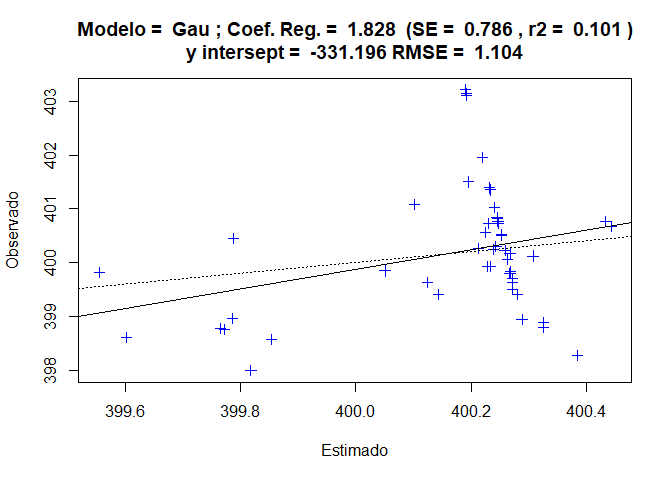 Modelo = Gau ; Coef. Reg. = 1.828 (SE = 0.786 , r2 = 0.101 )
y intersept = -331.196 RMSE = 1.104
403
402
401
400
399
398
Observado
399.6 399.8 400.0 400.2 400.4
Estimado